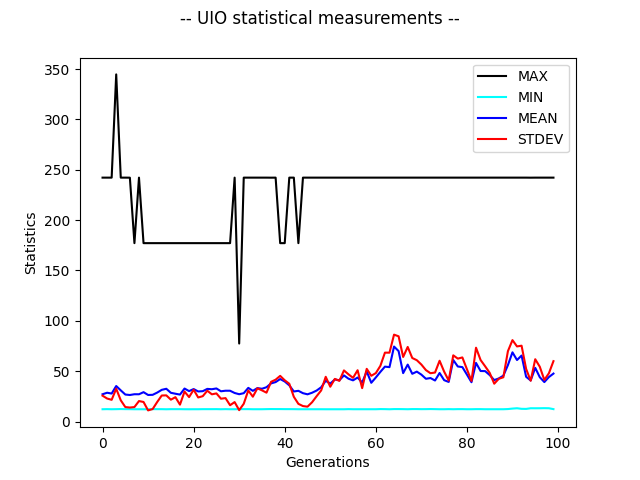 -- UIO statistical measurements --
350
300
250
200
150
100
50
0
Statistics
MAX
MIN
MEAN
STDEV
0
20
40
60
80
100
Generations